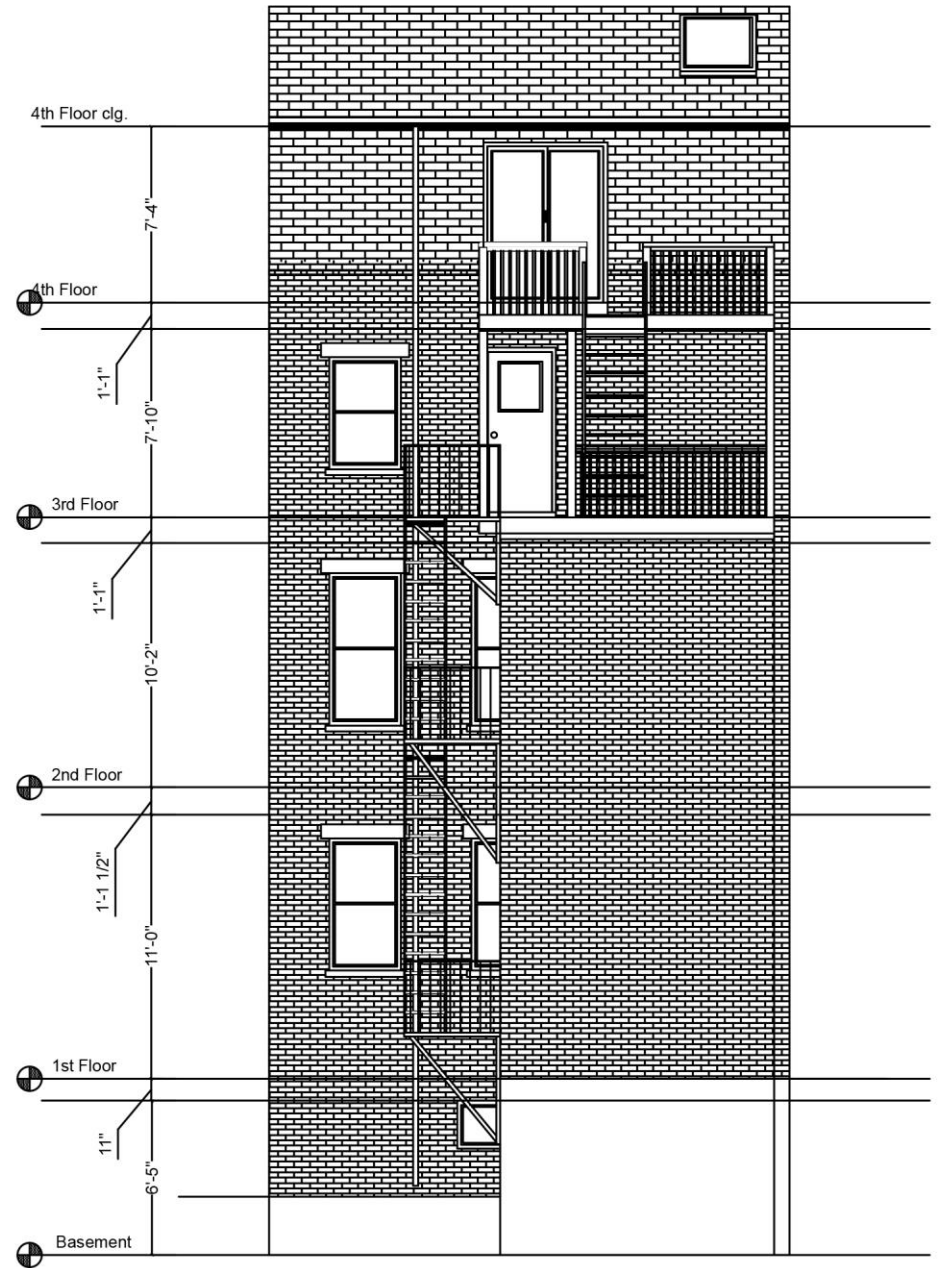 4th Floor clg.
7'-4"
4th Floor
1'-1"
7'-10"
3rd Floor
1'-1"
10'-2"
2nd Floor
1'-1 1/2"
11'-0"
1st Floor
11"
6'-5"
Basement